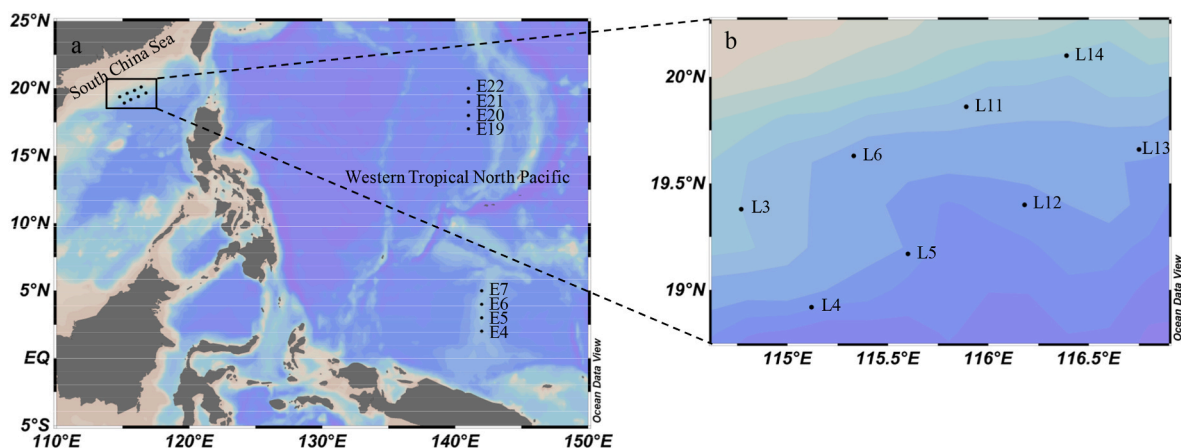 25°N
20°N
15°N
10°N
5°N
EQ
5°S
110°E
120°E
130°E
140°E
150°E
a
South China Sea
E22
E21
E20
E19
Western Tropical North Pacific
E7
E6
E5
E4
Ocean Data View
b
20°N
19.5°N
19°N
115°E
115.5°E
116°E
116.5°E
L14
L11
L6
L13
L3
L12
L5
L4
Ocean Data View